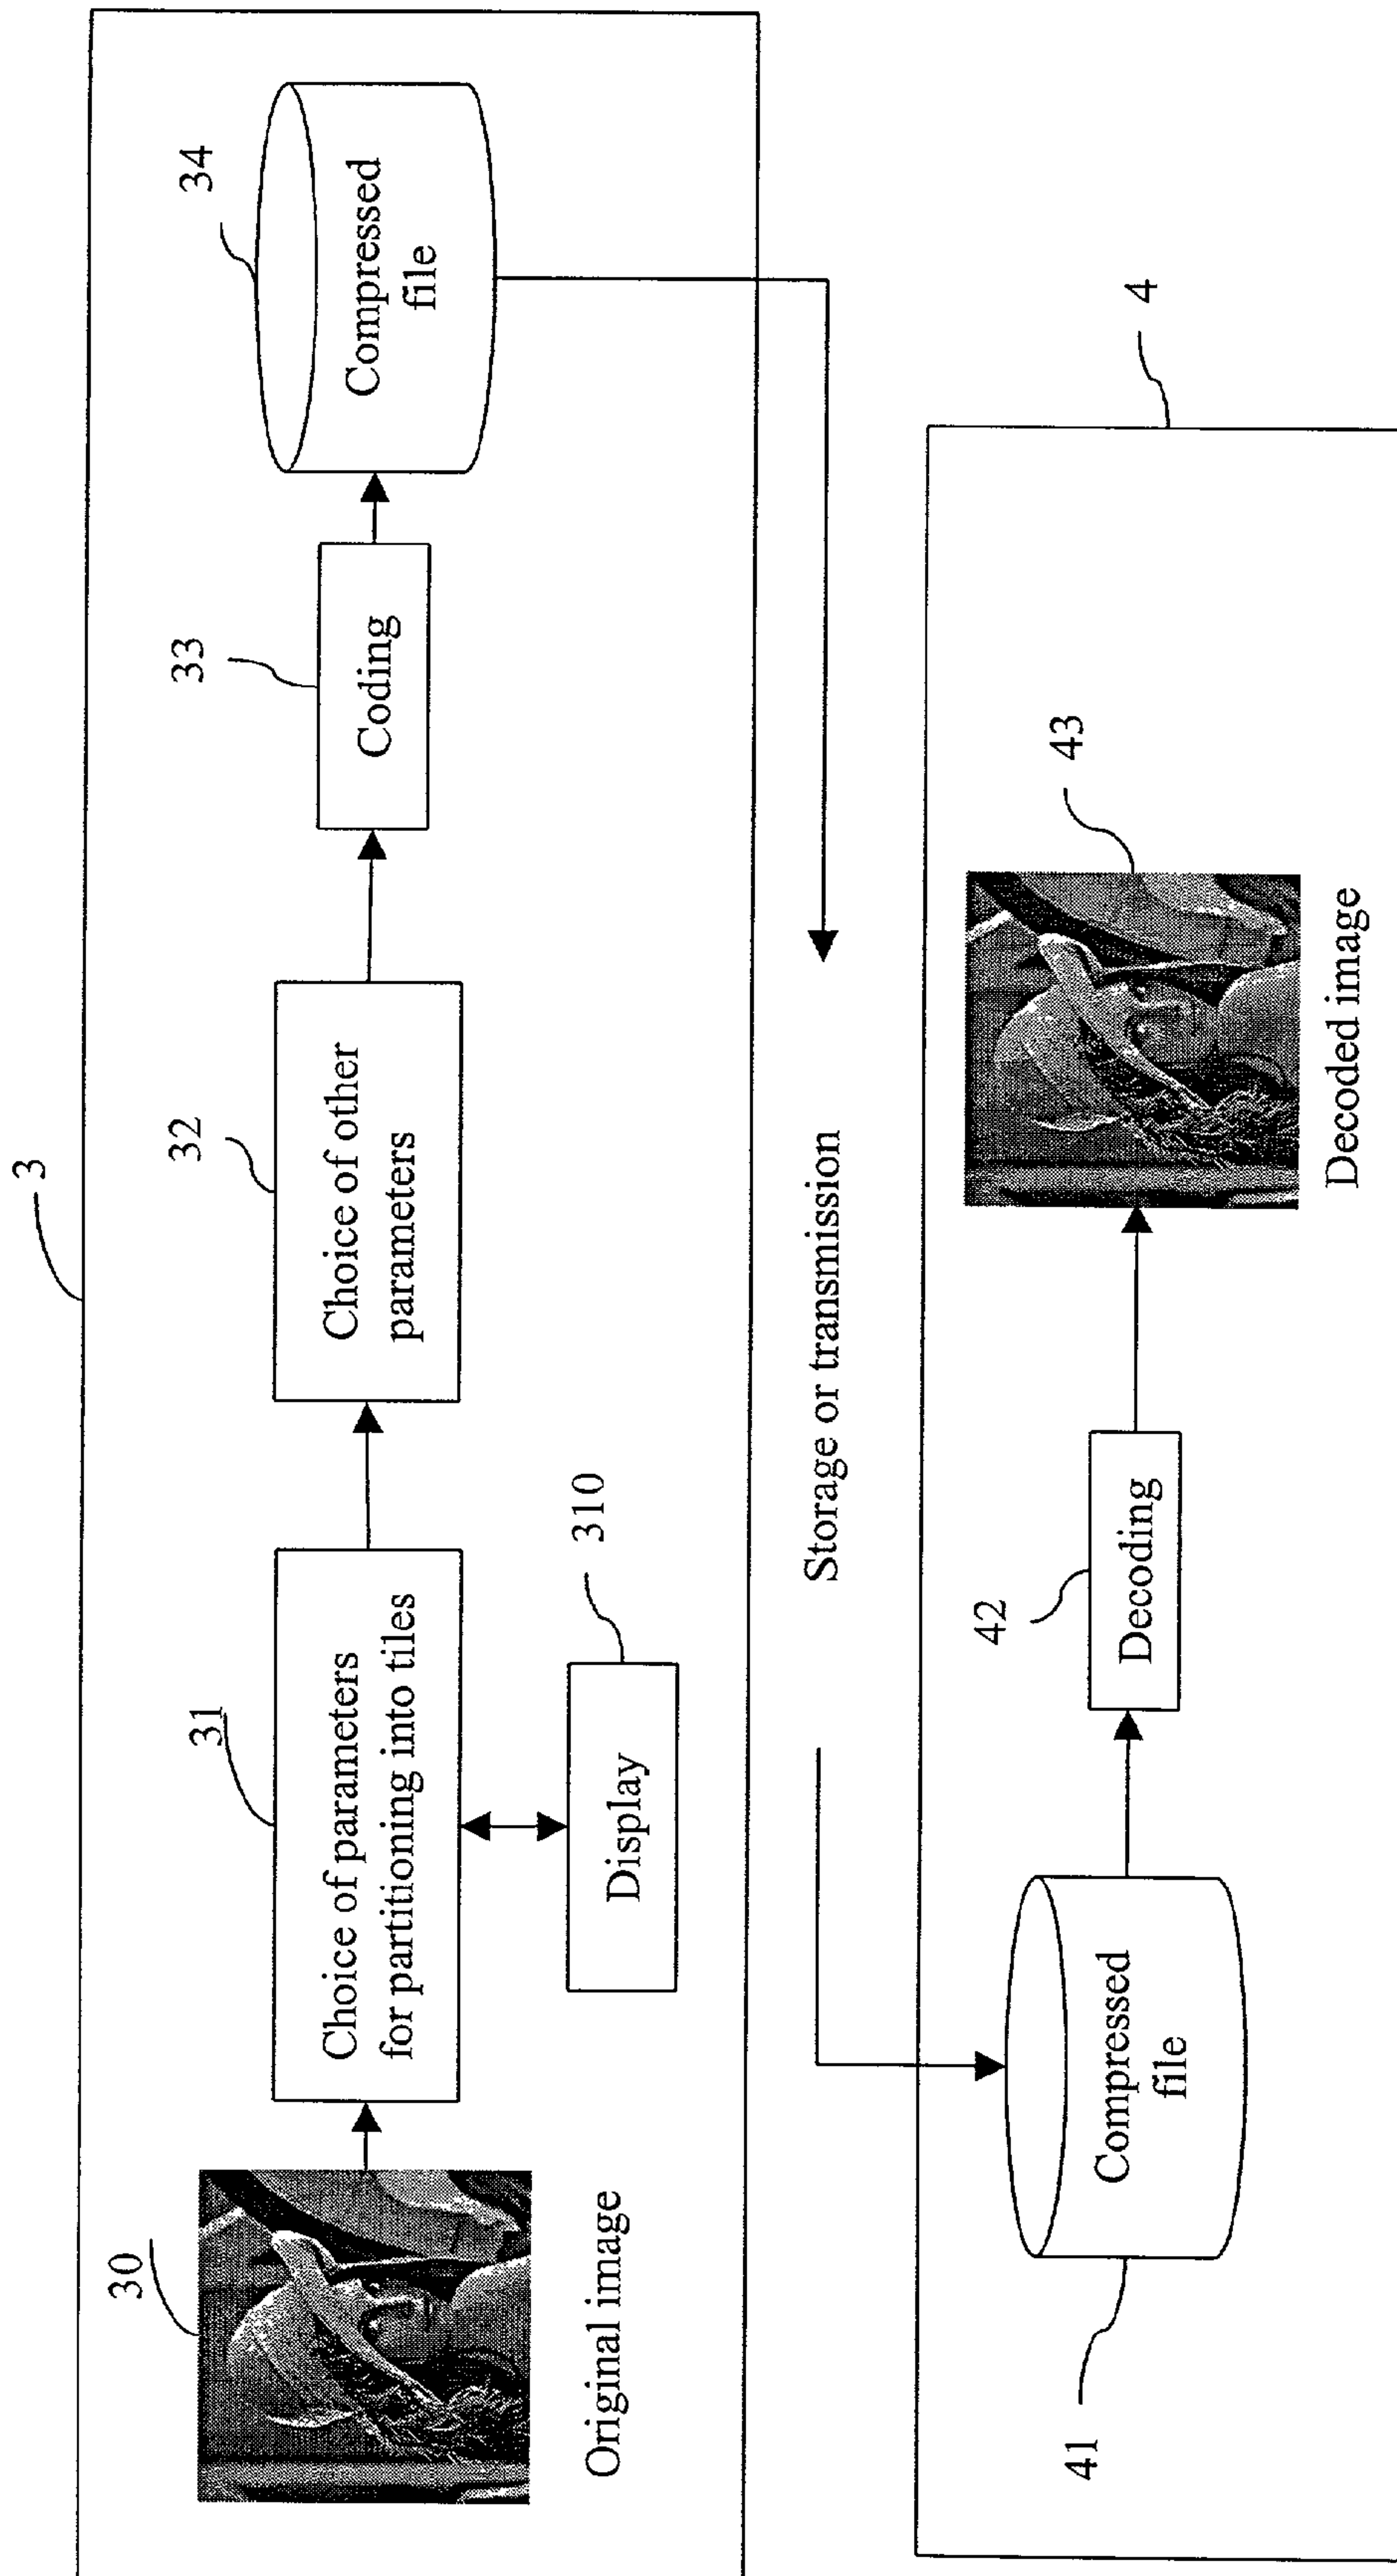 3
30
Original image
31
Choice of parameters
for partitioning into tiles
310
Display
32
Choice of other
parameters
33
Coding
34
Compressed
file
Storage or transmission
4
41
Compressed
file
42
Decoding
43
Decoded image